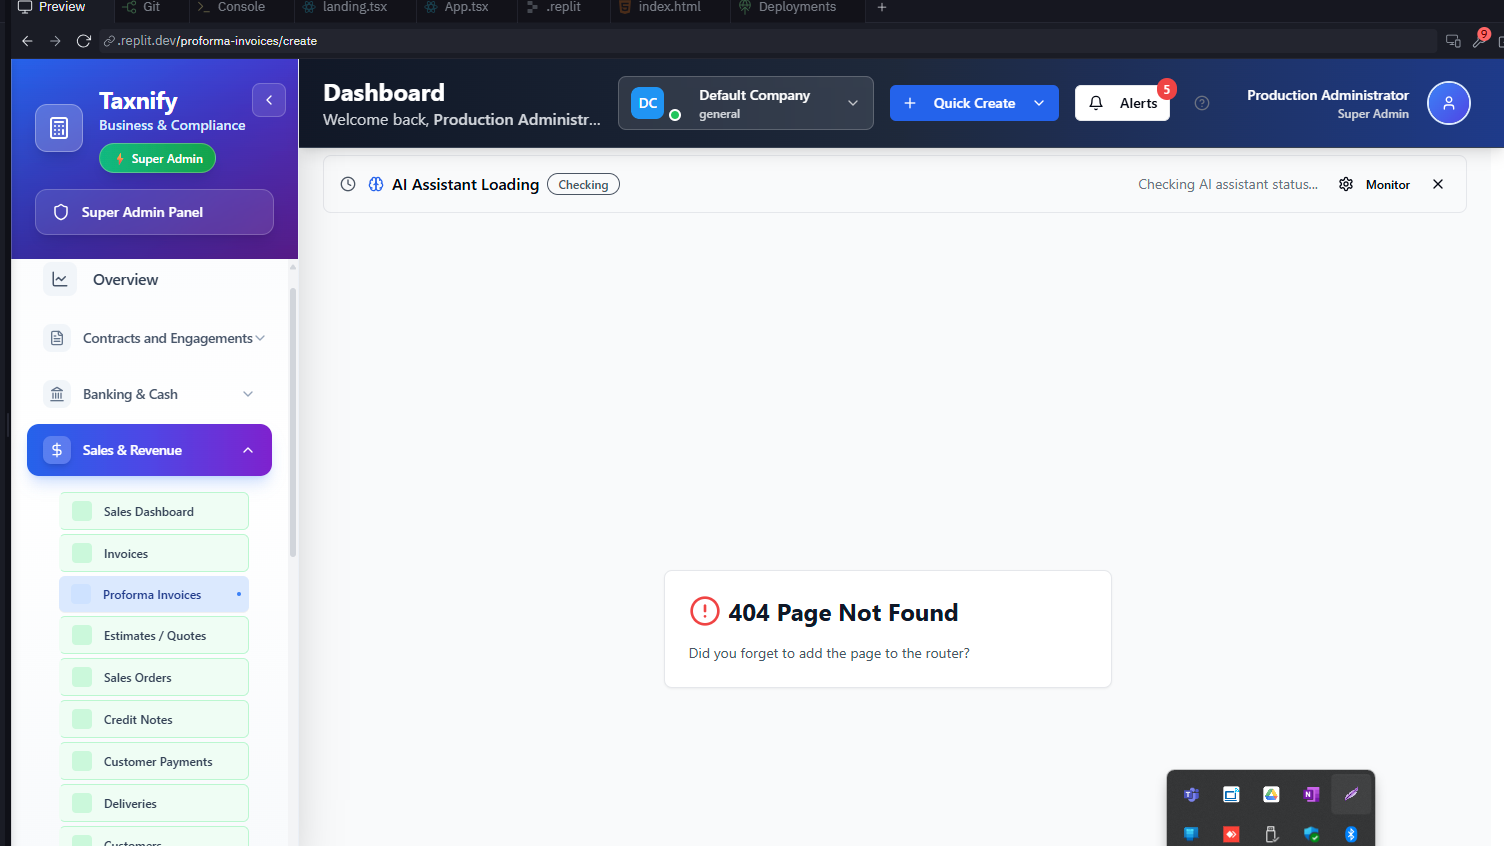 Preview
Git
Console
landing.tsx
App.tsx
.replit
index.html
Deployments
.replit.dev/proforma-invoices/create
9
Taxnify
Business & Compliance
Super Admin
Super Admin Panel
Dashboard
Welcome back, Production Administr...
DC
Default Company
general
Quick Create
Alerts
5
Production Administrator
Super Admin
AI Assistant Loading
Checking
Checking AI assistant status...
Monitor
Overview
Contracts and Engagements
Banking & Cash
Sales & Revenue
Sales Dashboard
Invoices
Proforma Invoices
Estimates / Quotes
Sales Orders
Credit Notes
Customer Payments
Deliveries
Customers
404 Page Not Found
Did you forget to add the page to the router?